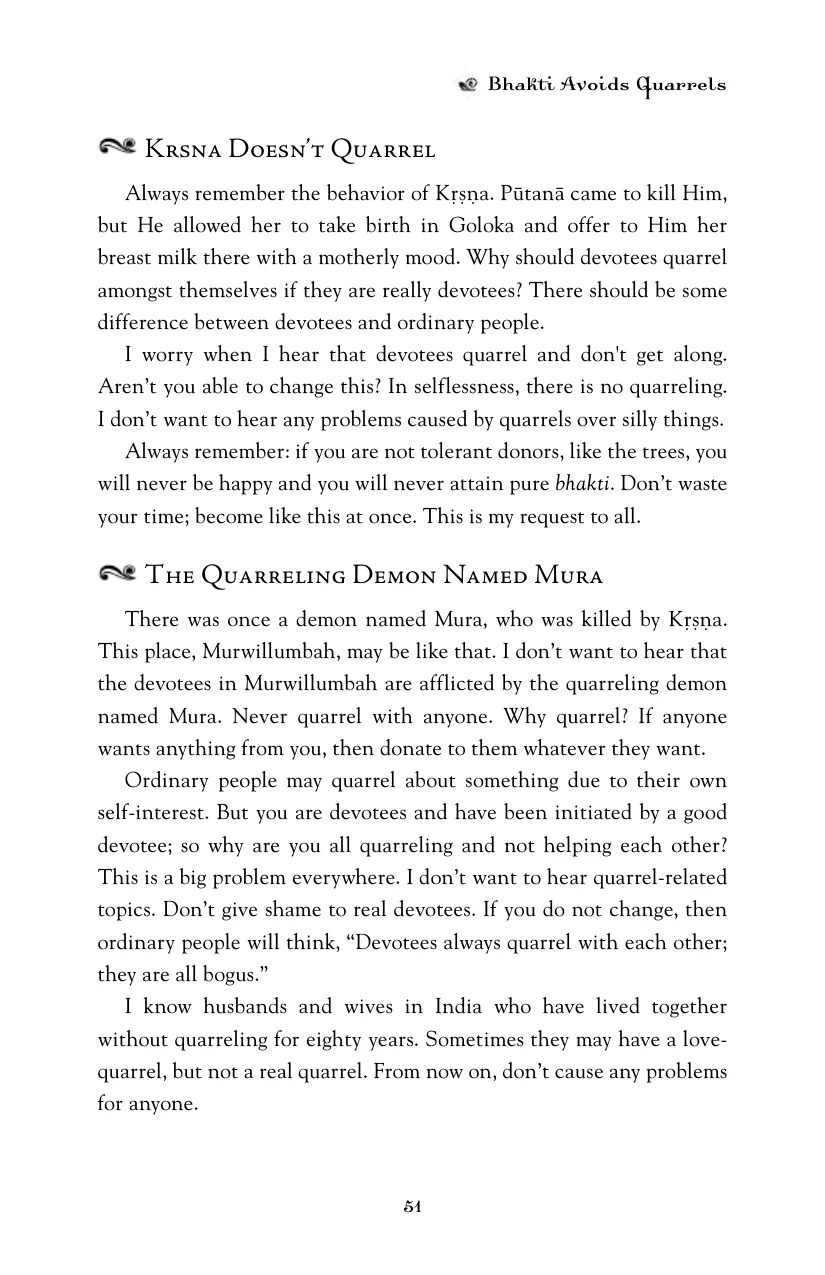 Bhakti Avoids Quarrels
Krsna Doesn’t Quarrel
Always remember the behavior of Kṛṣṇa. Pūtanā came to kill Him,
but He allowed her to take birth in Goloka and offer to Him her
breast milk there with a motherly mood. Why should devotees quarrel
amongst themselves if they are really devotees? There should be some
difference between devotees and ordinary people.
I worry when I hear that devotees quarrel and don't get along.
Aren’t you able to change this? In selflessness, there is no quarreling.
I don’t want to hear any problems caused by quarrels over silly things.
Always remember: if you are not tolerant donors, like the trees, you
will never be happy and you will never attain pure bhakti. Don’t waste
your time; become like this at once. This is my request to all.
The Quarreling Demon Named Mura
There was once a demon named Mura, who was killed by Kṛṣṇa.
This place, Murwillumbah, may be like that. I don’t want to hear that
the devotees in Murwillumbah are afflicted by the quarreling demon
named Mura. Never quarrel with anyone. Why quarrel? If anyone
wants anything from you, then donate to them whatever they want.
Ordinary people may quarrel about something due to their own
self-interest. But you are devotees and have been initiated by a good
devotee; so why are you all quarreling and not helping each other?
This is a big problem everywhere. I don’t want to hear quarrel-related
topics. Don’t give shame to real devotees. If you do not change, then
ordinary people will think, “Devotees always quarrel with each other;
they are all bogus.”
I know husbands and wives in India who have lived together
without quarreling for eighty years. Sometimes they may have a love-
quarrel, but not a real quarrel. From now on, don’t cause any problems
for anyone.
51